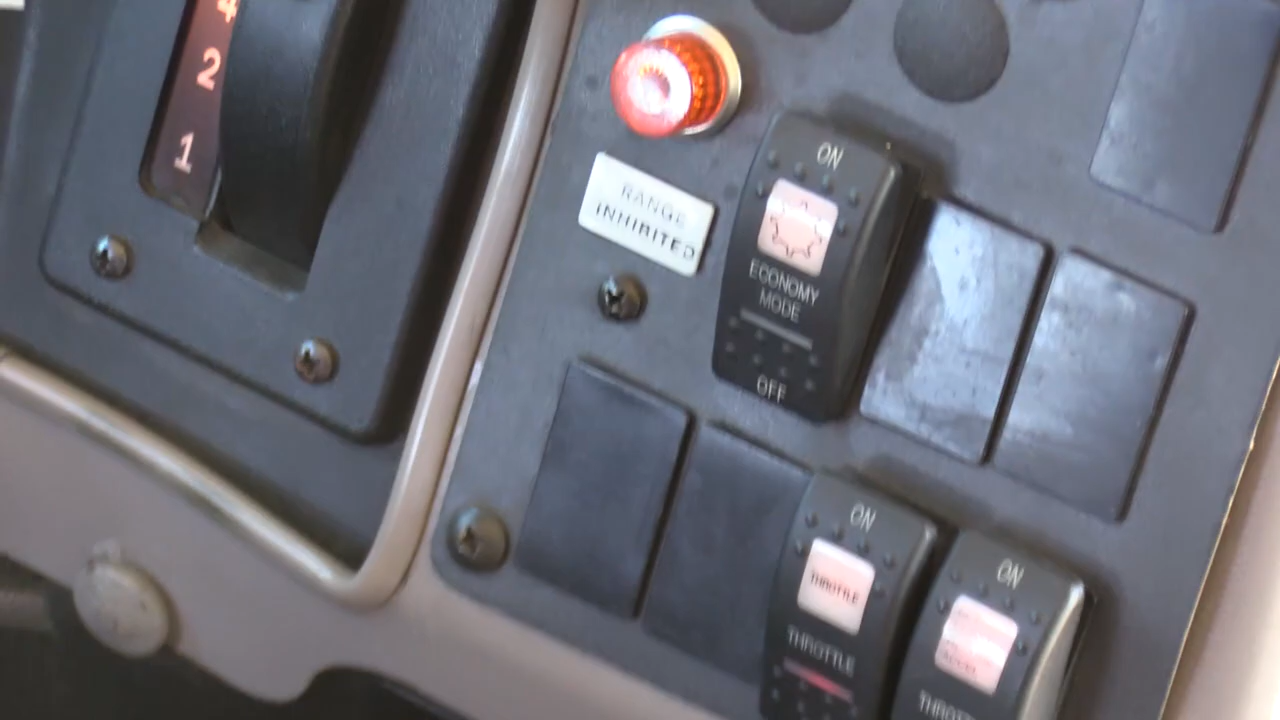 4
2
1
RANGE
INHIBITED
ON
ECONOMY
MODE
OFF
ON
THROTTLE
THROTTLE
ON